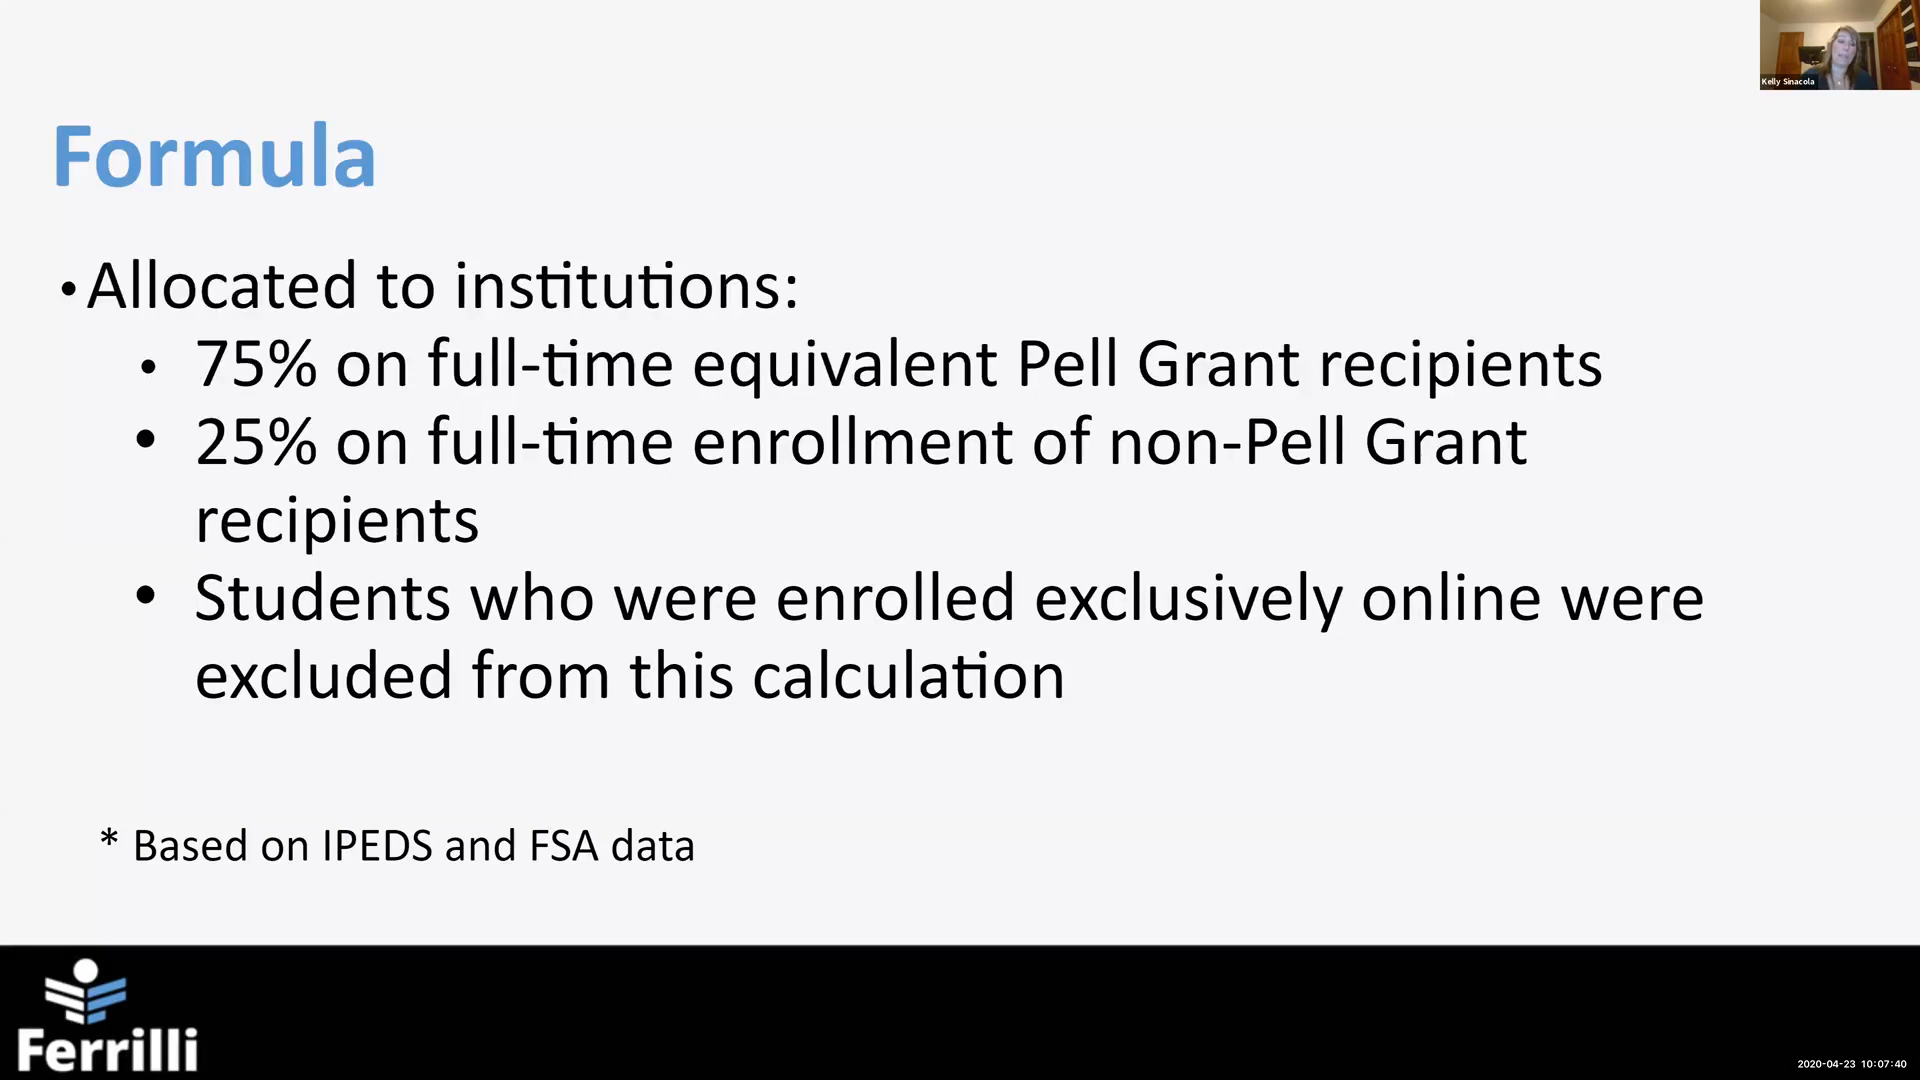 Kelly Sinacola
Formula
• Allocated to institutions:
• 75% on full-time equivalent Pell Grant recipients
• 25% on full-time enrollment of non-Pell Grant
recipients
• Students who were enrolled exclusively online were
excluded from this calculation
* Based on IPEDS and FSA data
Ferrilli
2020-04-23 10:07:40